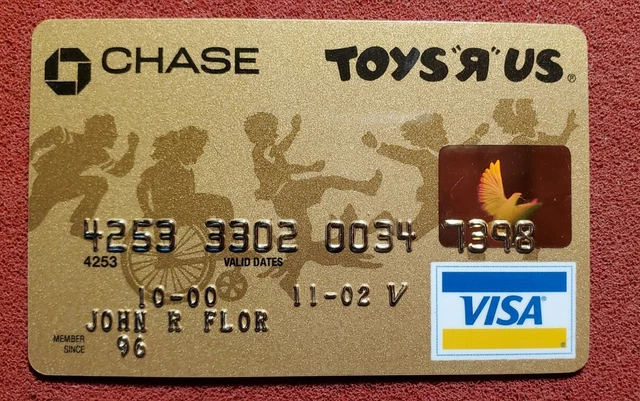 CHASE
TOYS "Я" US®
4253 3302 0034 7398
4253 VALID DATES
10-00 11-02 V
JOHN R FLOR
MEMBER SINCE 96
VISA